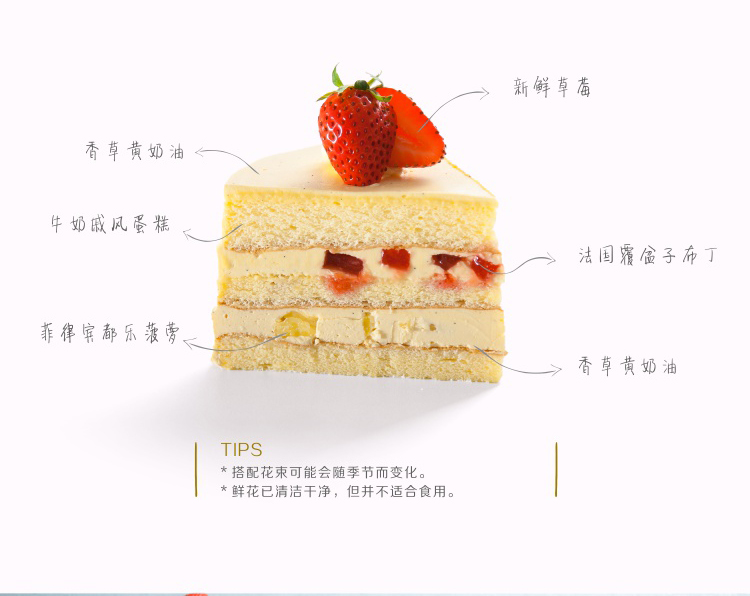 新鲜草莓
香草黄奶油
牛奶戚风蛋糕
法国覆盆子布丁
菲律宾都乐菠萝
香草黄奶油
TIPS
* 搭配花束可能会随季节而变化。
* 鲜花已清洁干净，但并不适合食用。